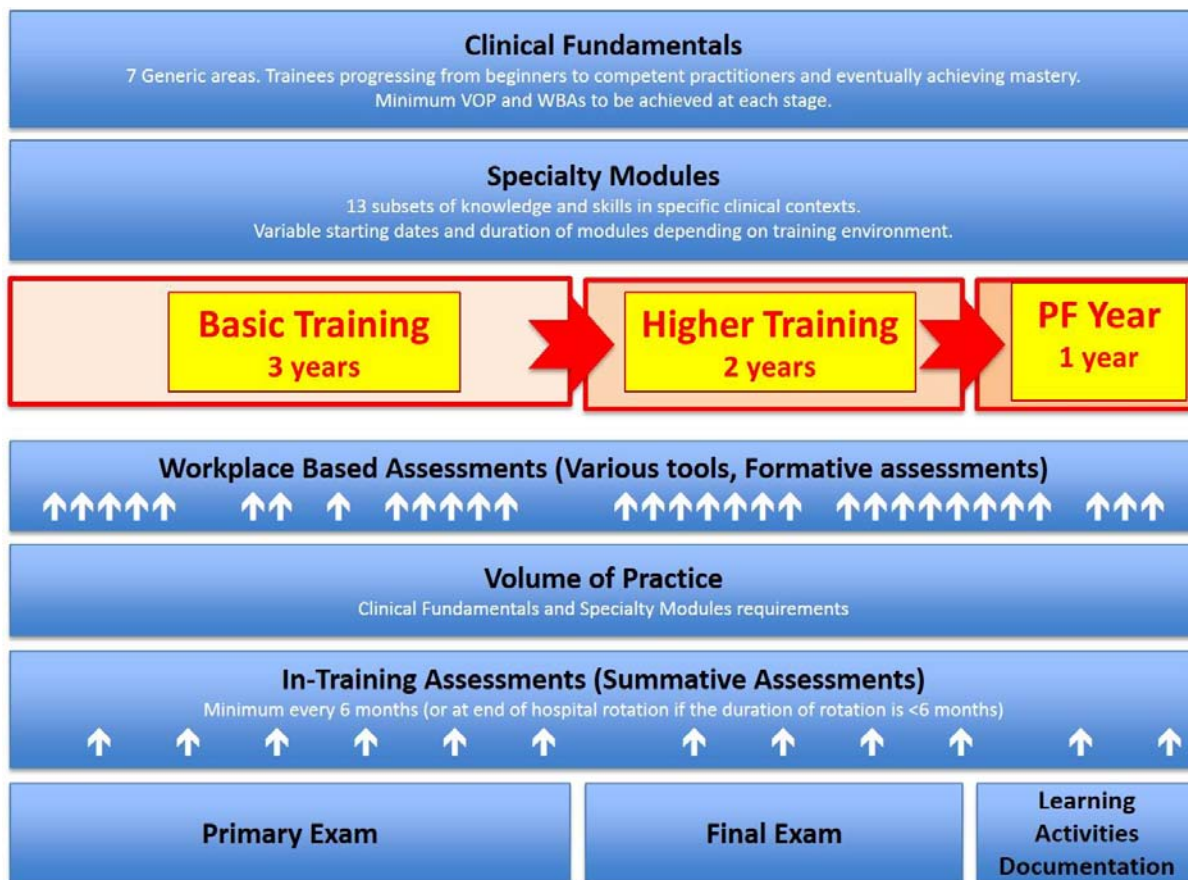 Clinical Fundamentals
7 Generic areas. Trainees progressing from beginners to competent practitioners and eventually achieving mastery.
Minimum VOP and WBAs to be achieved at each stage.
Specialty Modules
13 subsets of knowledge and skills in specific clinical contexts.
Variable starting dates and duration of modules depending on training environment.
Basic Training
3 years
Higher Training
2 years
PF Year
1 year
Workplace Based Assessments (Various tools, Formative assessments)
Volume of Practice
Clinical Fundamentals and Specialty Modules requirements
In-Training Assessments (Summative Assessments)
Minimum every 6 months (or at end of hospital rotation if the duration of rotation is <6 months)
Primary Exam
Final Exam
Learning
Activities
Documentation